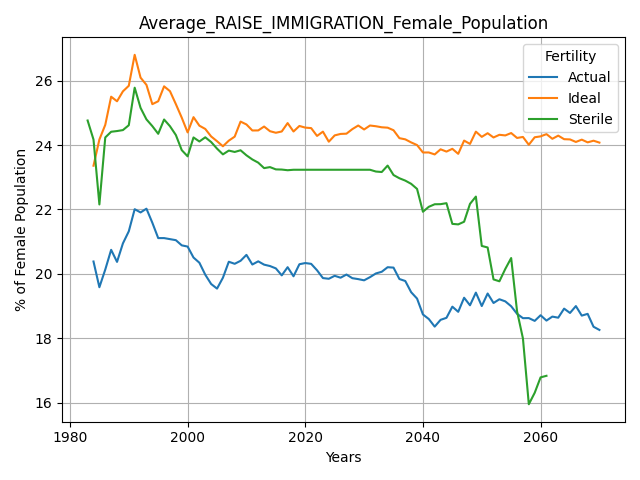 Average_RAISE_IMMIGRATION_Female_Population
Fertility
Actual
Ideal
Sterile
% of Female Population
26
24
22
20
18
16
1980
2000
2020
2040
2060
Years